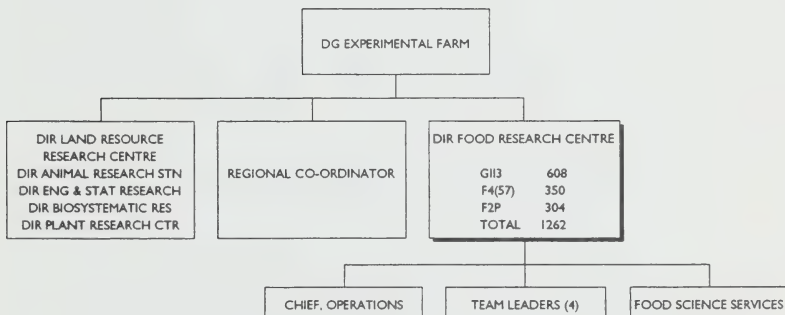 DG EXPERIMENTAL FARM
DIR LAND RESOURCE
RESEARCH CENTRE
DIR ANIMAL RESEARCH STN
DIR ENG & STAT RESEARCH
DIR BIOSYSTEMATIC RES
DIR PLANT RESEARCH CTR
REGIONAL CO-ORDINATOR
DIR FOOD RESEARCH CENTRE
GII3 608
F4(57) 350
F2P 304
TOTAL 1262
CHIEF, OPERATIONS
TEAM LEADERS (4)
FOOD SCIENCE SERVICES